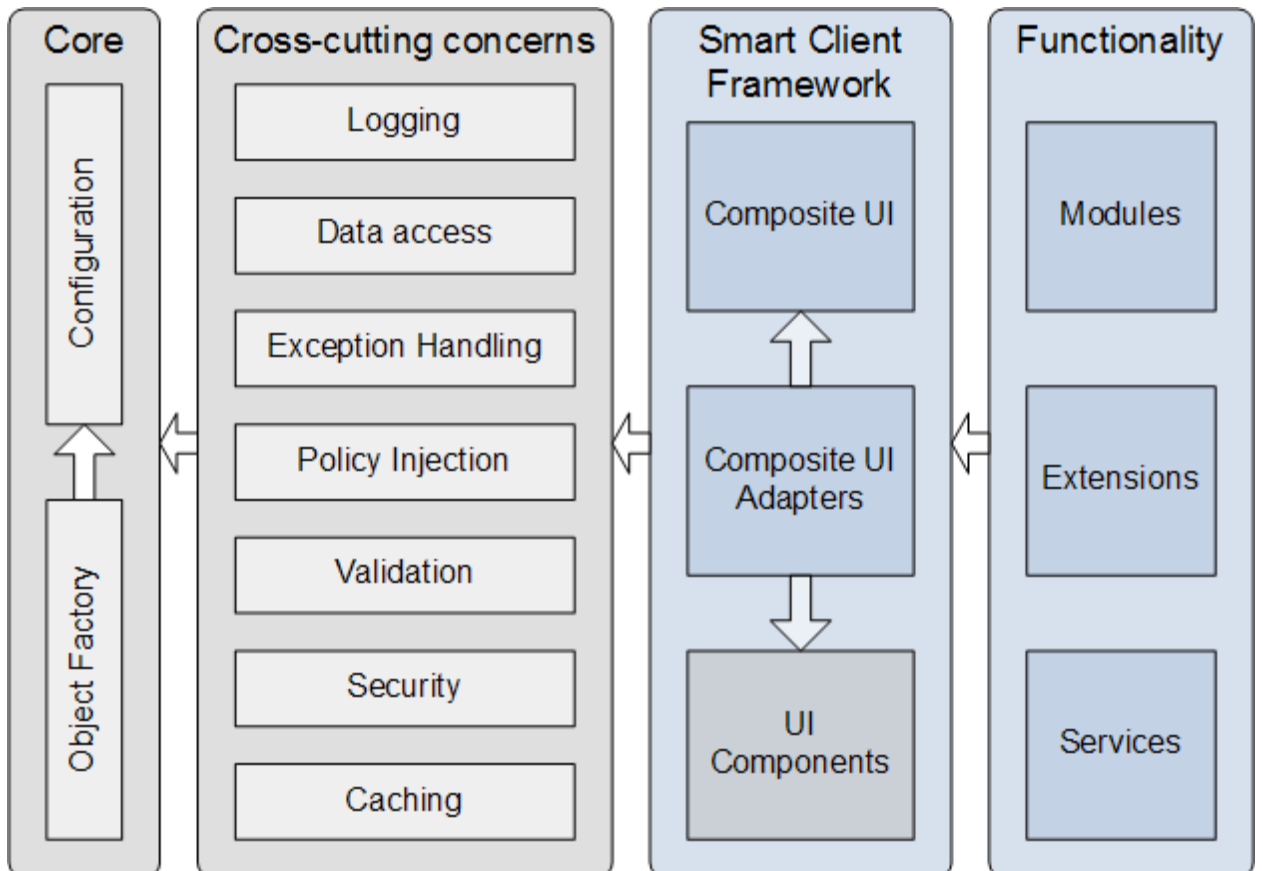 Core
Configuration
Object Factory
Cross-cutting concerns
Logging
Data access
Exception Handling
Policy Injection
Validation
Security
Caching
Smart Client
Framework
Composite UI
Composite UI
Adapters
UI
Components
Functionality
Modules
Extensions
Services